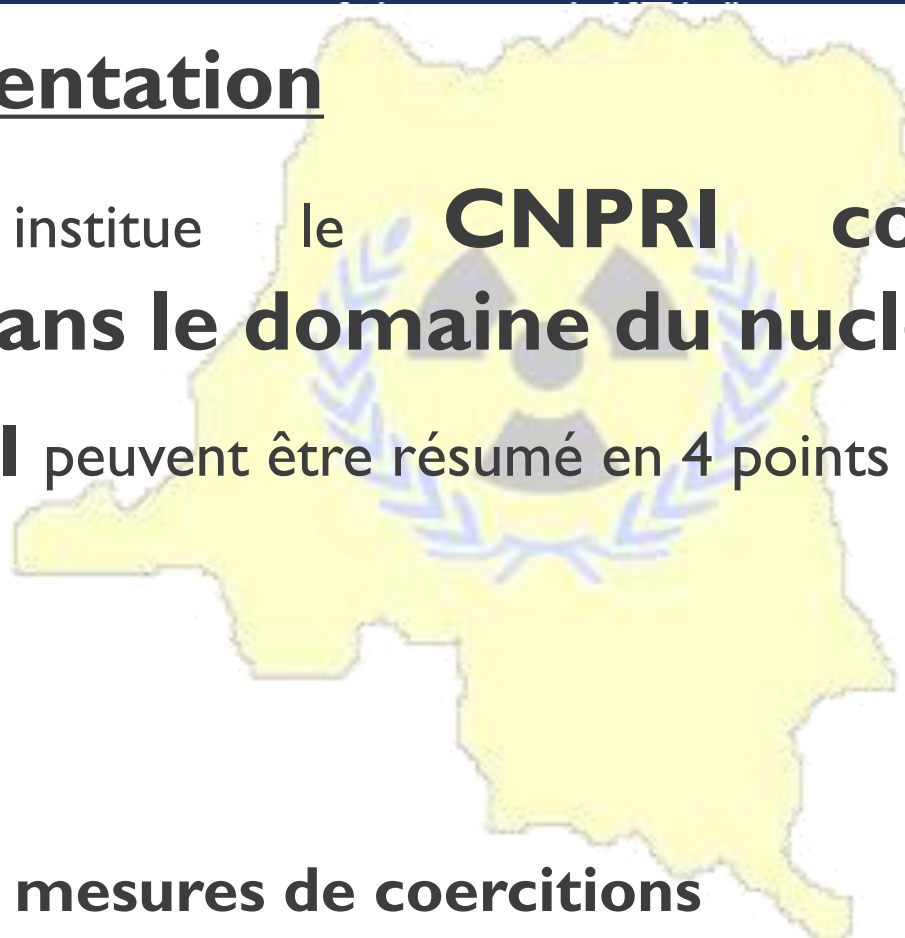 entation
institue le CNPRI co
ans le domaine du nucl
I peuvent être résumé en 4 points
mesures de coercitions